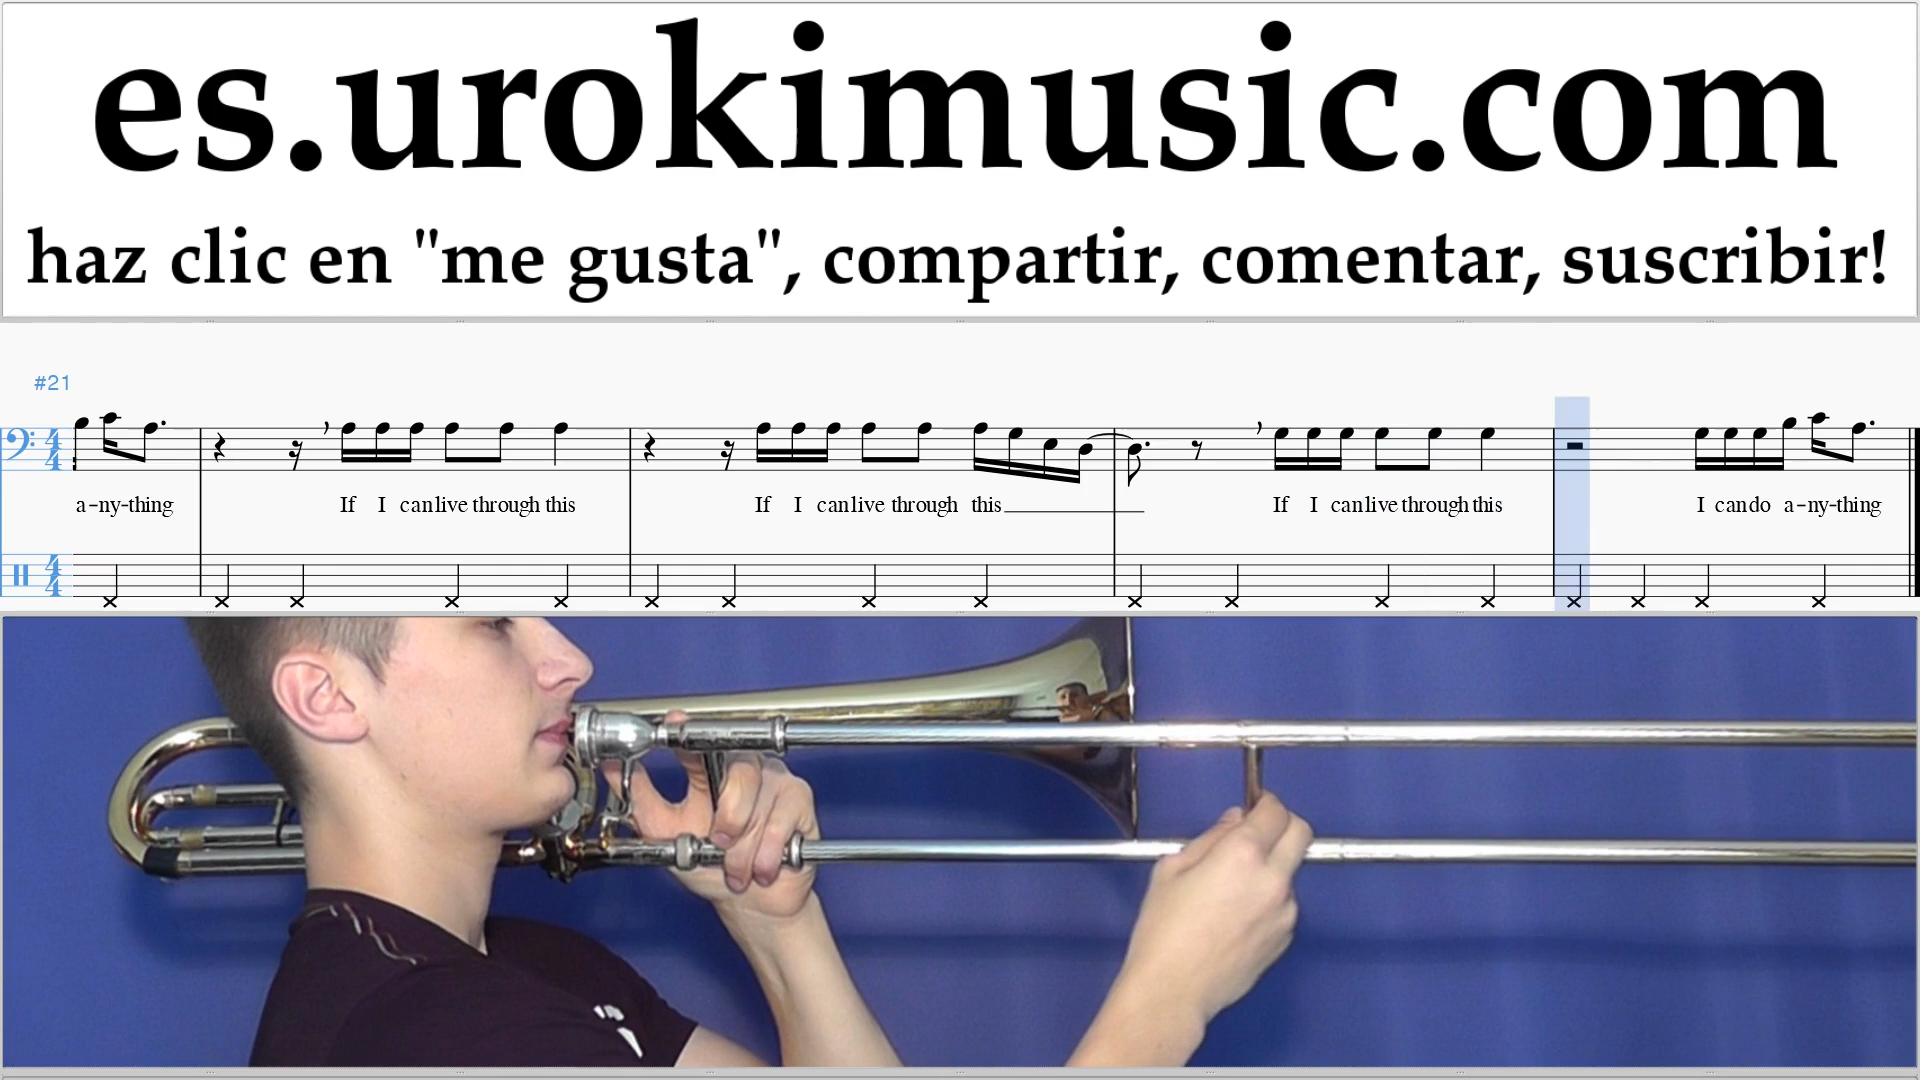 es.urokimusic.com
haz clic en "me gusta", compartir, comentar, suscribir!
#21
a-ny-thing If I can live through this If I can live through this If I can live through this I can do a-ny-thing